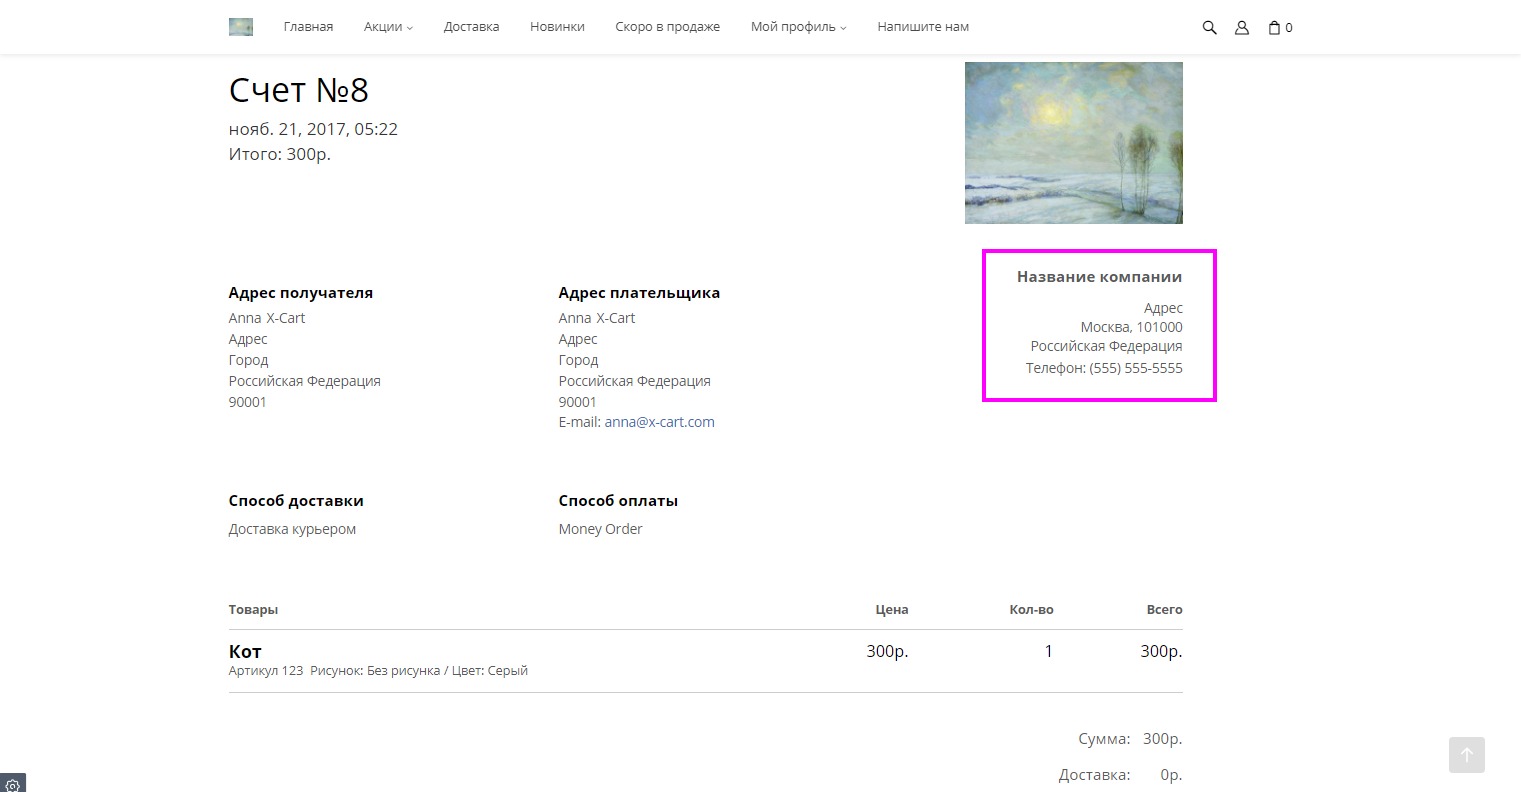 Главная Акции Доставка Новинки Скоро в продаже Мой профиль Напишите нам 0
Счет №8
нояб. 21, 2017, 05:22
Итого: 300р.
Название компании
Адрес
Москва, 101000
Российская Федерация
Телефон: (555) 555-5555
Адрес получателя
Anna X-Cart
Адрес
Город
Российская Федерация
90001
Адрес плательщика
Anna X-Cart
Адрес
Город
Российская Федерация
90001
E-mail: anna@x-cart.com
Способ доставки
Доставка курьером
Способ оплаты
Money Order
Товары Цена Кол-во Всего
Кот 300р. 1 300р.
Артикул 123 Рисунок: Без рисунка / Цвет: Серый
Сумма: 300р.
Доставка: 0р.